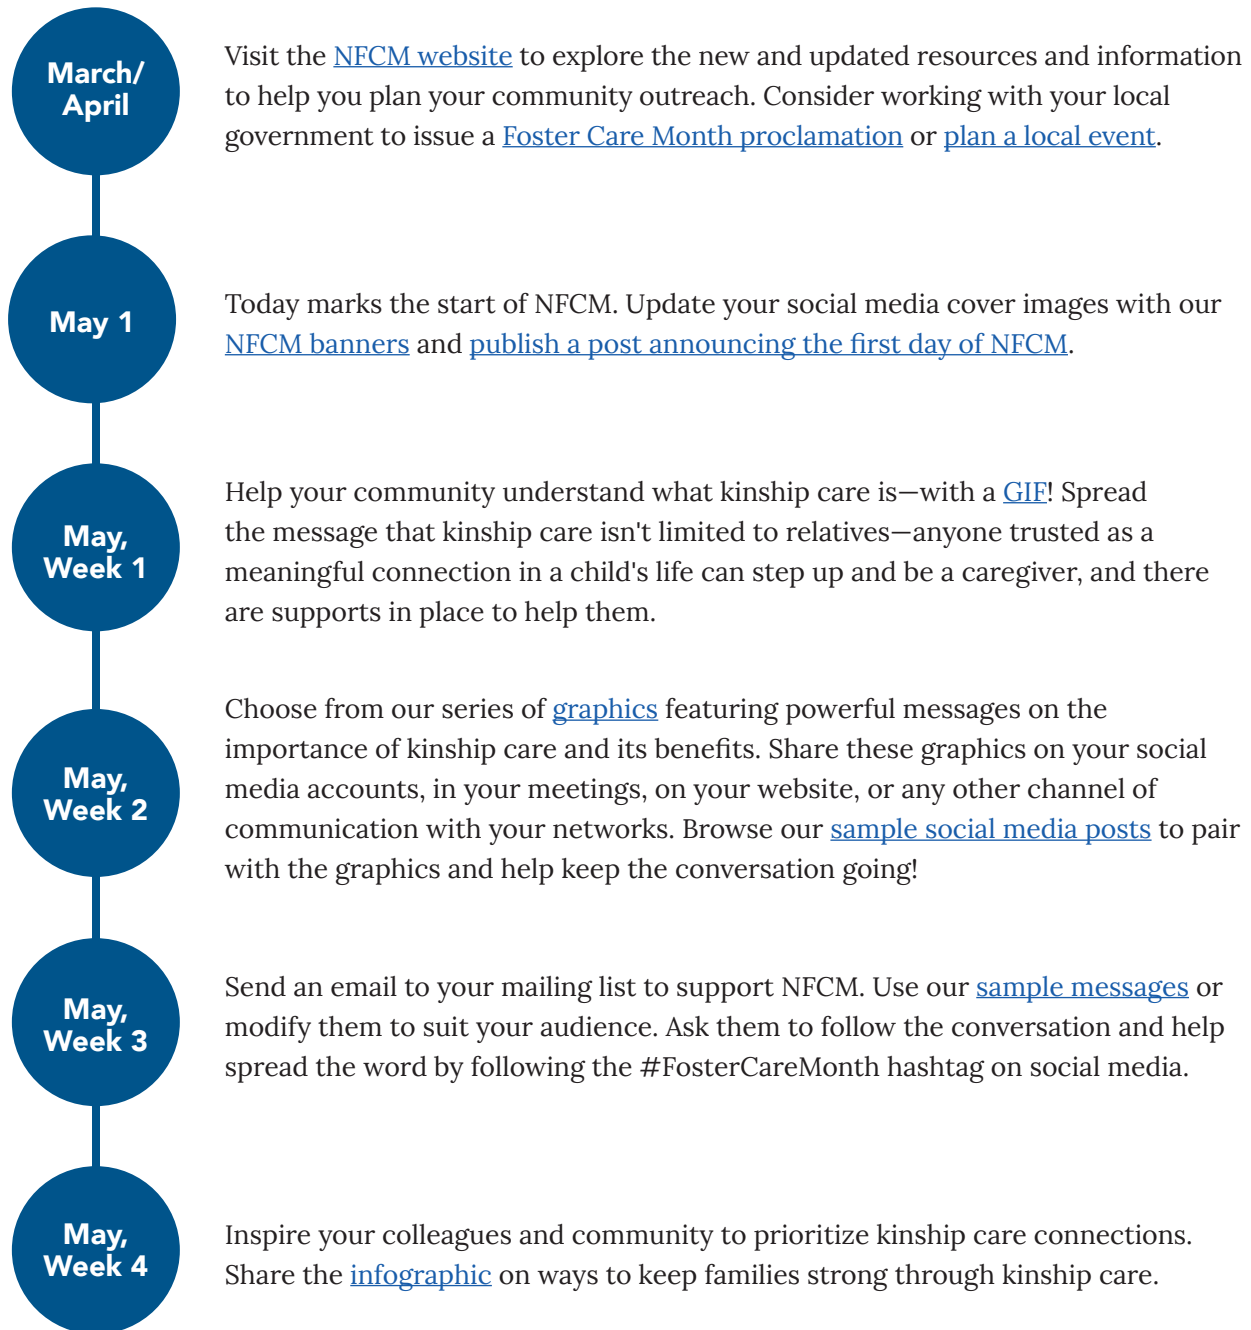 March/
April
Visit the NFCM website to explore the new and updated resources and information
to help you plan your community outreach. Consider working with your local
government to issue a Foster Care Month proclamation or plan a local event.
May 1
Today marks the start of NFCM. Update your social media cover images with our
NFCM banners and publish a post announcing the first day of NFCM.
May,
Week 1
Help your community understand what kinship care is—with a GIF! Spread
the message that kinship care isn't limited to relatives—anyone trusted as a
meaningful connection in a child's life can step up and be a caregiver, and there
are supports in place to help them.
May,
Week 2
Choose from our series of graphics featuring powerful messages on the
importance of kinship care and its benefits. Share these graphics on your social
media accounts, in your meetings, on your website, or any other channel of
communication with your networks. Browse our sample social media posts to pair
with the graphics and help keep the conversation going!
May,
Week 3
Send an email to your mailing list to support NFCM. Use our sample messages or
modify them to suit your audience. Ask them to follow the conversation and help
spread the word by following the #FosterCareMonth hashtag on social media.
May,
Week 4
Inspire your colleagues and community to prioritize kinship care connections.
Share the infographic on ways to keep families strong through kinship care.